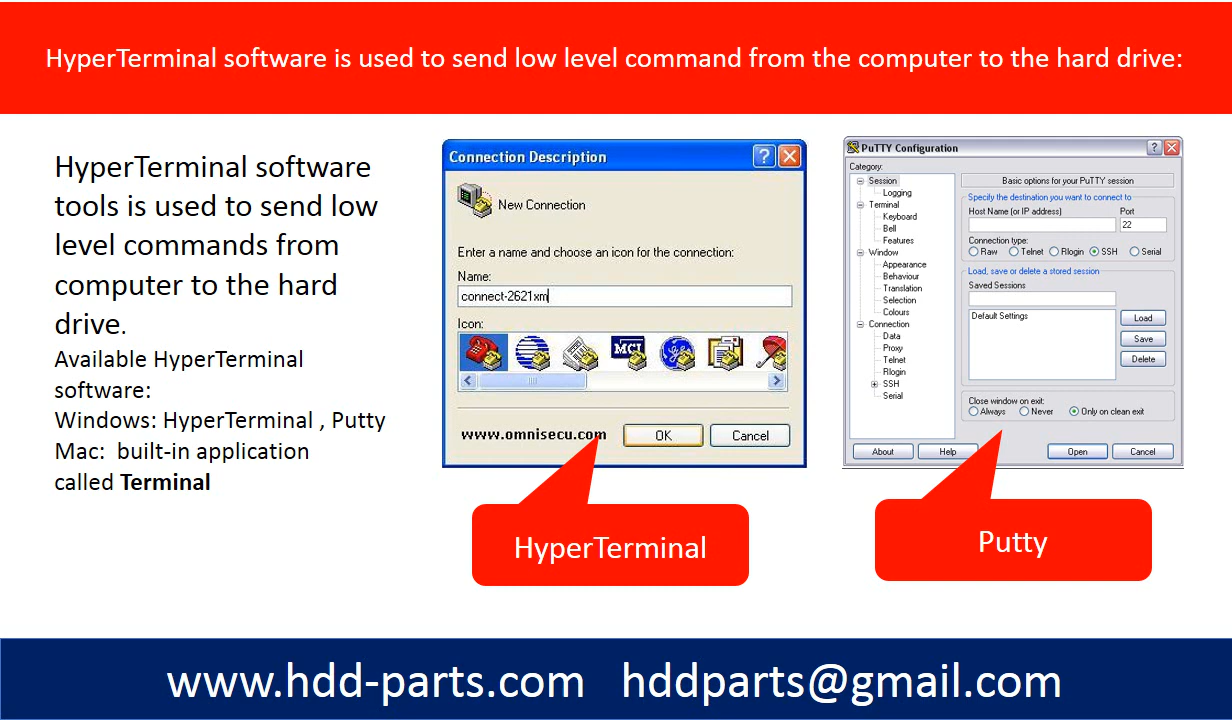 HyperTerminal software is used to send low level command from the computer to the hard drive:
HyperTerminal software
tools is used to send low
level commands from
computer to the hard
drive.
Available HyperTerminal
software:
Windows: HyperTerminal , Putty
Mac:  built-in application
called Terminal
Connection Description
New Connection
Enter a name and choose an icon for the connection:
Name:
connect-2621xm
Icon:
MCI
www.omnisecu.com
OK
Cancel
HyperTerminal
PuTTY Configuration
Category:
Session
Logging
Terminal
Keyboard
Bell
Features
Window
Appearance
Behaviour
Translation
Selection
Colours
Connection
Data
Proxy
Telnet
Rlogin
SSH
Serial
Basic options for your PuTTY session
Specify the destination you want to connect to
Host Name (or IP address) Port
22
Connection type:
Raw Telnet Rlogin SSH Serial
Load, save or delete a stored session
Saved Sessions
Default Settings
Load
Save
Delete
Close window on exit:
Always Never Only on clean exit
About Help Open Cancel
Putty
www.hdd-parts.com hddparts@gmail.com